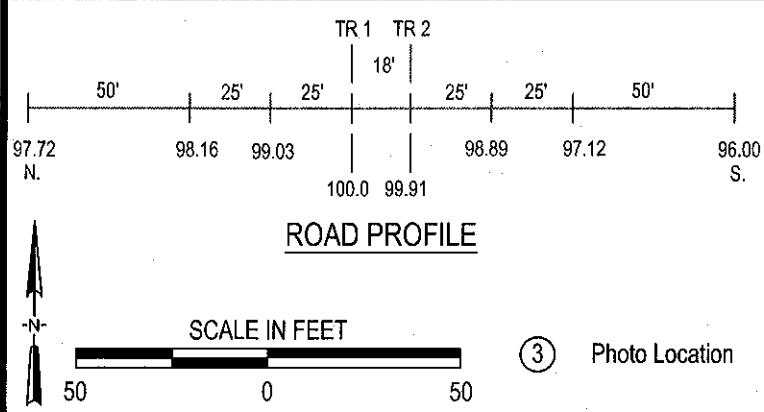 TR 1 TR 2
18'
50' 25' 25' 25' 25' 50'
97.72 98.16 99.03 98.89 97.12 96.00
N. S.
100.0 99.91
ROAD PROFILE
-N-
SCALE IN FEET
3 Photo Location
50 0 50